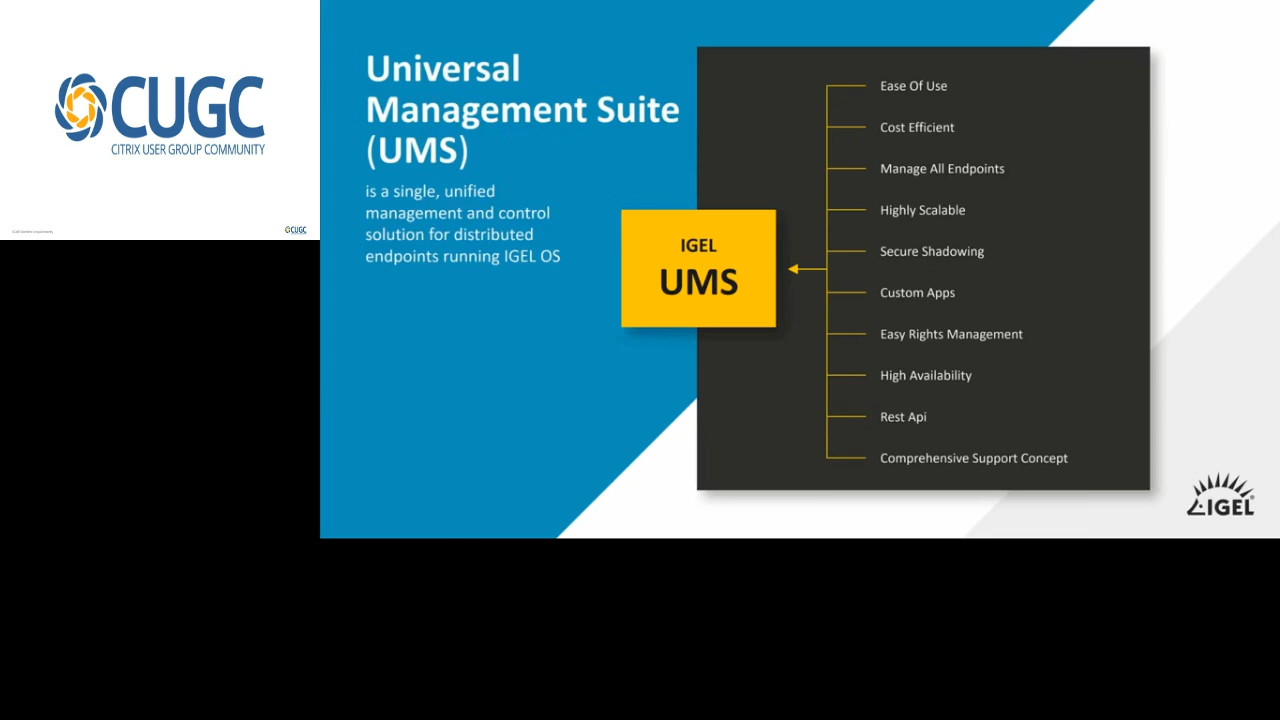 CUGC
CITRIX USER GROUP COMMUNITY
CUGC
Universal
Management Suite
(UMS)
is a single, unified
management and control
solution for distributed
endpoints running IGEL OS
IGEL
UMS
Ease Of Use
Cost Efficient
Manage All Endpoints
Highly Scalable
Secure Shadowing
Custom Apps
Easy Rights Management
High Availability
Rest Api
Comprehensive Support Concept
IGEL